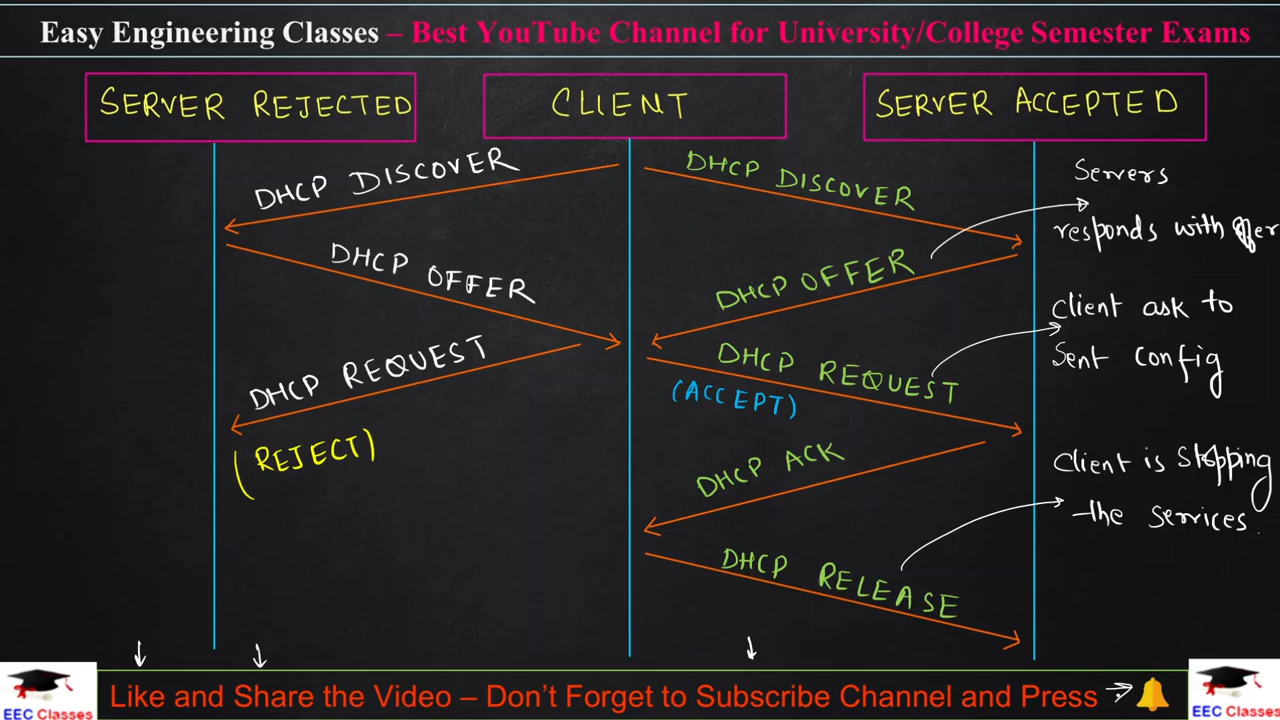 Easy Engineering Classes – Best YouTube Channel for University/College Semester Exams
SERVER REJECTED
CLIENT
SERVER ACCEPTED
DHCP DISCOVER
DHCP OFFER
DHCP REQUEST
(REJECT)
DHCP DISCOVER
DHCP OFFER
DHCP REQUEST
(ACCEPT)
DHCP ACK
DHCP RELEASE
Servers
responds with offer
Client ask to
Sent config
Client is Stopping
the services.
EEC Classes
Like and Share the Video – Don't Forget to Subscribe Channel and Press
EEC Classes